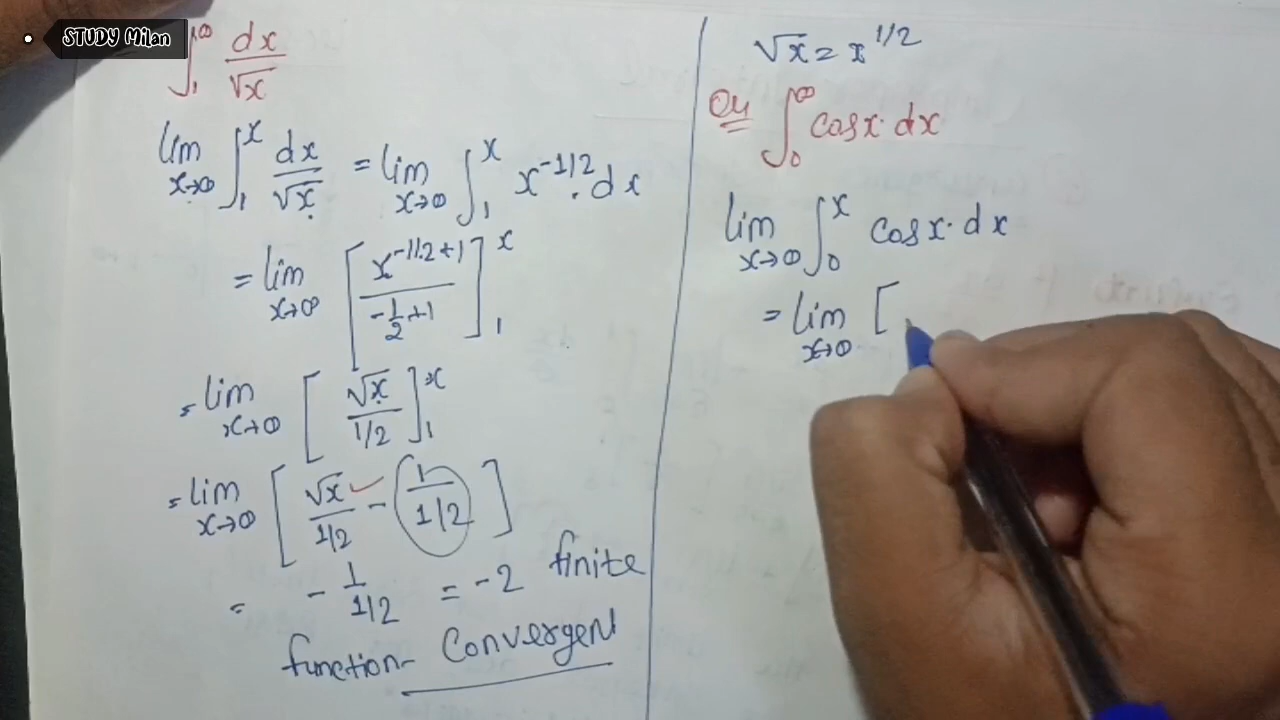 STUDY Milan
∫₁^∞ dx/√x
lim x→∞ ∫₁^x dx/√x = lim x→∞ ∫₁^x x^-1/2 . dx
= lim x→∞ [x^-1/2+1 / -1/2+1]₁^x
= lim x→∞ [√x / 1/2]₁^x
= lim x→∞ [√x / 1/2 - (1 / 1/2)]
= - 1 / 1/2 = -2 finite
function- Convergent
√x = x^1/2
Qu ∫₀^∞ cosx.dx
lim x→∞ ∫₀^x cosx.dx
= lim x→∞ [